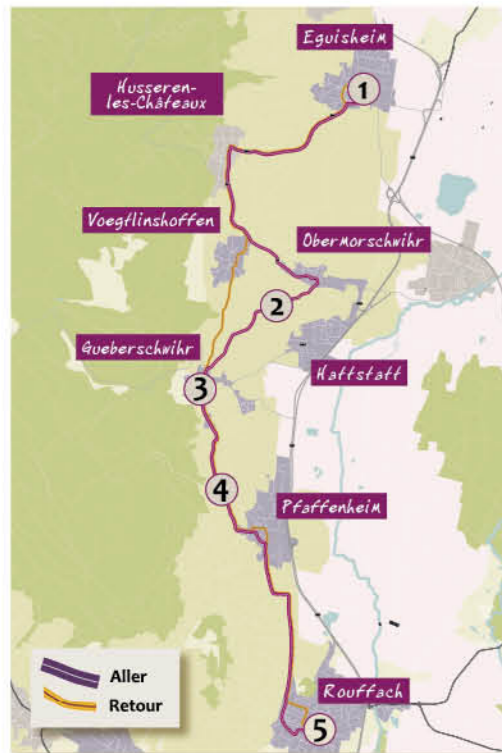 Eguisheim
1
Husseren-
les-Châteaux
Voegtlinshoffen
Obermorschwihr
2
Gueberschwihr
3
Hattstatt
4
Pfaffenheim
Aller
Retour
Rouffach
5